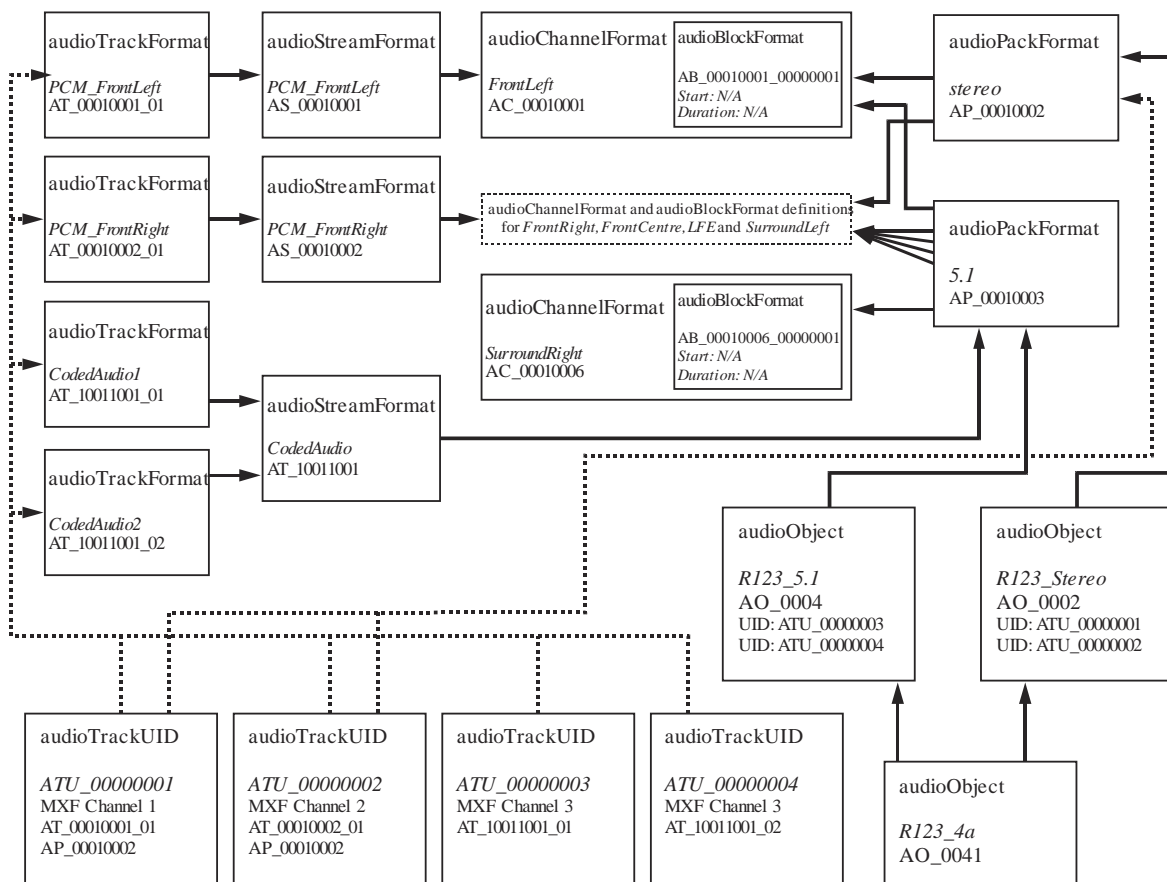 audioTrackFormat
PCM_FrontLeft
AT_00010001_01
audioStreamFormat
PCM_FrontLeft
AS_00010001
audioChannelFormat
FrontLeft
AC_00010001
audioBlockFormat
AB_00010001_00000001
Start: N/A
Duration: N/A
audioPackFormat
stereo
AP_00010002
audioTrackFormat
PCM_FrontRight
AT_00010002_01
audioStreamFormat
PCM_FrontRight
AS_00010002
audioChannelFormat and audioBlockFormat definitions
for FrontRight, FrontCentre, LFE and SurroundLeft
audioPackFormat
5.1
AP_00010003
audioChannelFormat
SurroundRight
AC_00010006
audioBlockFormat
AB_00010006_00000001
Start: N/A
Duration: N/A
audioTrackFormat
CodedAudio1
AT_10011001_01
audioStreamFormat
CodedAudio
AT_10011001
audioTrackFormat
CodedAudio2
AT_10011001_02
audioObject
R123_5.1
AO_0004
UID: ATU_00000003
UID: ATU_00000004
audioObject
R123_Stereo
AO_0002
UID: ATU_00000001
UID: ATU_00000002
audioTrackUID
ATU_00000001
MXF Channel 1
AT_00010001_01
AP_00010002
audioTrackUID
ATU_00000002
MXF Channel 2
AT_00010002_01
AP_00010002
audioTrackUID
ATU_00000003
MXF Channel 3
AT_10011001_01
audioTrackUID
ATU_00000004
MXF Channel 3
AT_10011001_02
audioObject
R123_4a
AO_0041